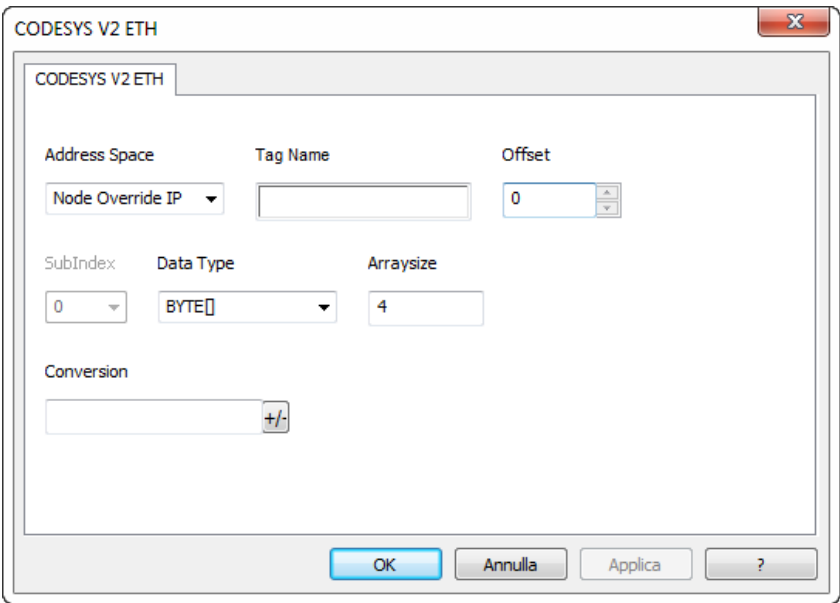 CODESYS V2 ETH
CODESYS V2 ETH
Address Space Tag Name Offset
Node Override IP 0
SubIndex Data Type Arraysize
0 BYTE[] 4
Conversion
+/-
OK Annulla Applica ?